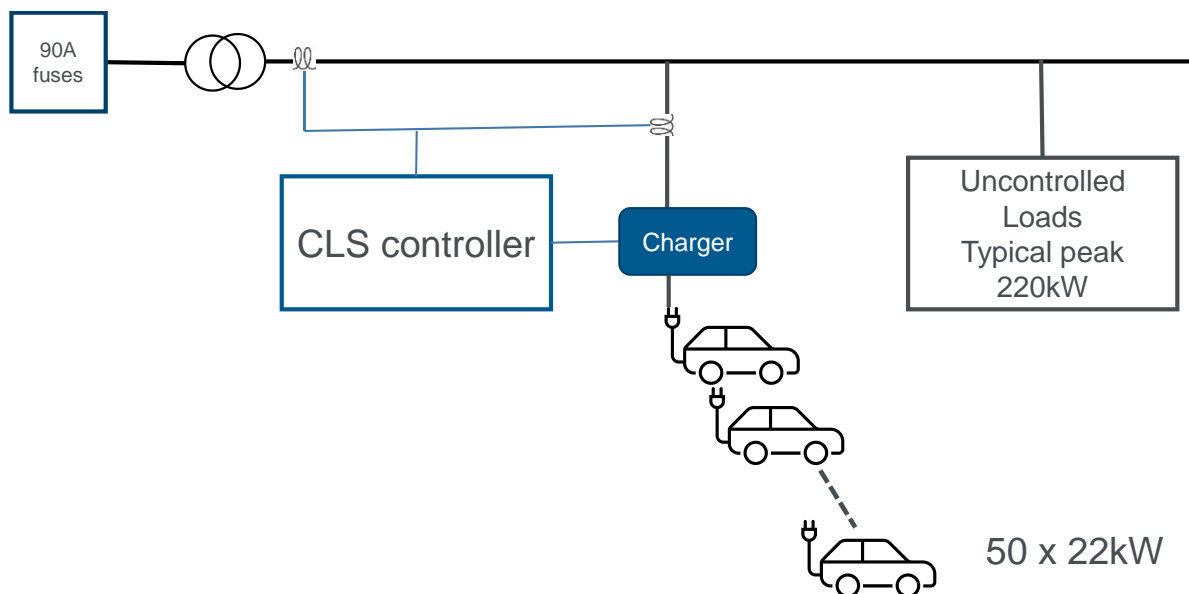 90A
fuses
CLS controller
Charger
Uncontrolled
Loads
Typical peak
220kW
50 x 22kW